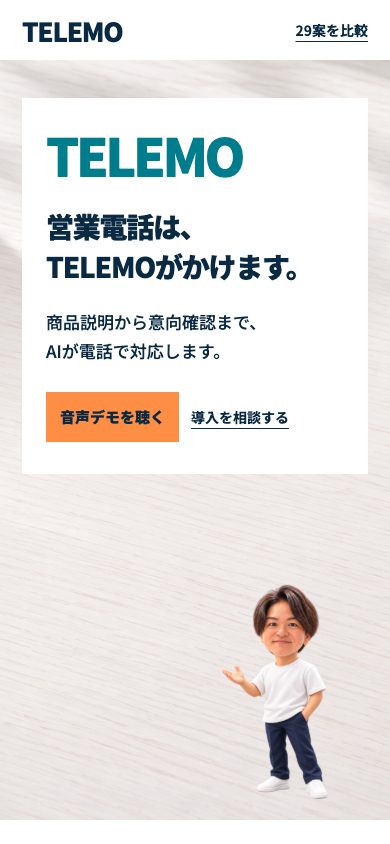 TELEMO
29案を比較
TELEMO
営業電話は、
TELEMOがかけます。
商品説明から意向確認まで、
AIが電話で対応します。
音声デモを聴く
導入を相談する